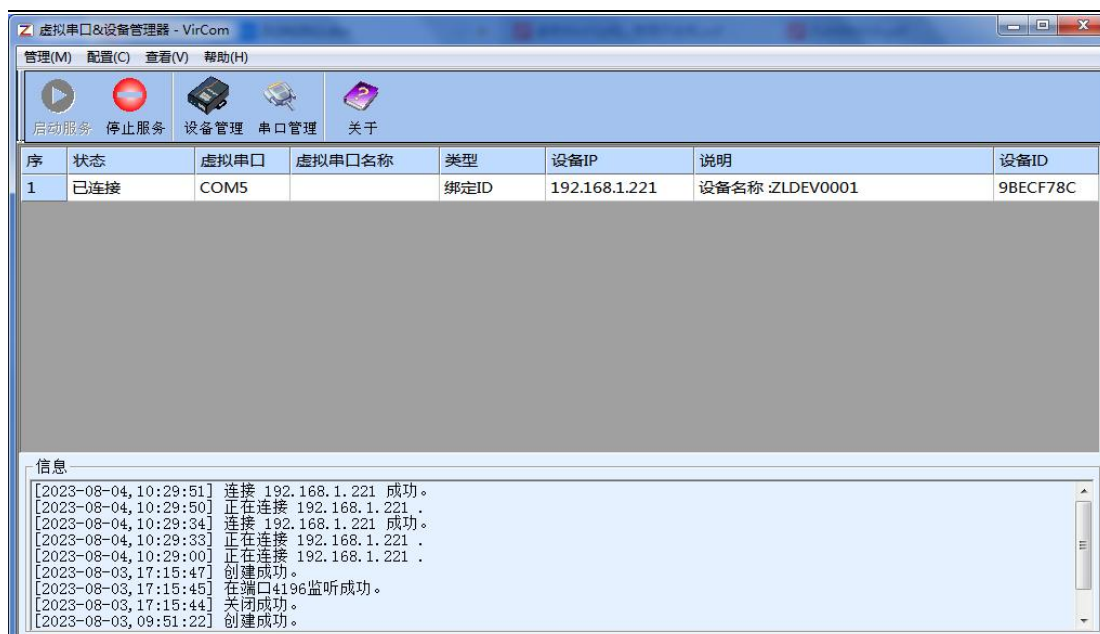 虚拟串口&设备管理器 - VirCom
管理(M) 配置(C) 查看(V) 帮助(H)
启动服务 停止服务 设备管理 串口管理 关于
序 状态 虚拟串口 虚拟串口名称 类型 设备IP 说明 设备ID
1 已连接 COM5 绑定ID 192.168.1.221 设备名称:ZLDEV0001 9BECF78C
信息
[2023-08-04,10:29:51] 连接 192.168.1.221 成功。
[2023-08-04,10:29:50] 正在连接 192.168.1.221 .
[2023-08-04,10:29:34] 连接 192.168.1.221 成功。
[2023-08-04,10:29:33] 正在连接 192.168.1.221 .
[2023-08-04,10:29:00] 正在连接 192.168.1.221 .
[2023-08-03,17:15:47] 创建成功。
[2023-08-03,17:15:45] 在端口4196监听成功。
[2023-08-03,17:15:44] 关闭成功。
[2023-08-03,09:51:22] 创建成功。